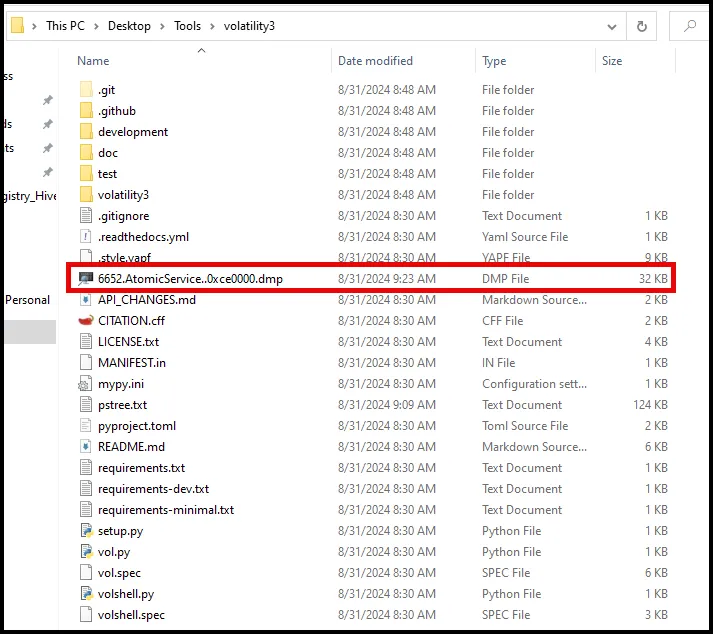 This PC > Desktop > Tools > volatility3
Name Date modified Type Size
.git 8/31/2024 8:48 AM File folder
ss .github 8/31/2024 8:48 AM File folder
development 8/31/2024 8:48 AM File folder
ds doc 8/31/2024 8:48 AM File folder
ts test 8/31/2024 8:48 AM File folder
gistry_Hive volatility3 8/31/2024 8:48 AM File folder
.gitignore 8/31/2024 8:30 AM Text Document 1 KB
.readthedocs.yml 8/31/2024 8:30 AM Yaml Source File 1 KB
.style.yapf 8/31/2024 8:30 AM YAPF File 9 KB
6652.AtomicService..0xce0000.dmp 8/31/2024 9:23 AM DMP File 32 KB
Personal API_CHANGES.md 8/31/2024 8:30 AM Markdown Source... 2 KB
CITATION.cff 8/31/2024 8:30 AM CFF File 2 KB
LICENSE.txt 8/31/2024 8:30 AM Text Document 4 KB
MANIFEST.in 8/31/2024 8:30 AM IN File 1 KB
mypy.ini 8/31/2024 8:30 AM Configuration sett... 1 KB
pstree.txt 8/31/2024 9:09 AM Text Document 124 KB
pyproject.toml 8/31/2024 8:30 AM Toml Source File 2 KB
README.md 8/31/2024 8:30 AM Markdown Source... 6 KB
requirements.txt 8/31/2024 8:30 AM Text Document 1 KB
requirements-dev.txt 8/31/2024 8:30 AM Text Document 1 KB
requirements-minimal.txt 8/31/2024 8:30 AM Text Document 1 KB
setup.py 8/31/2024 8:30 AM Python File 1 KB
vol.py 8/31/2024 8:30 AM Python File 1 KB
vol.spec 8/31/2024 8:30 AM SPEC File 6 KB
volshell.py 8/31/2024 8:30 AM Python File 1 KB
volshell.spec 8/31/2024 8:30 AM SPEC File 3 KB